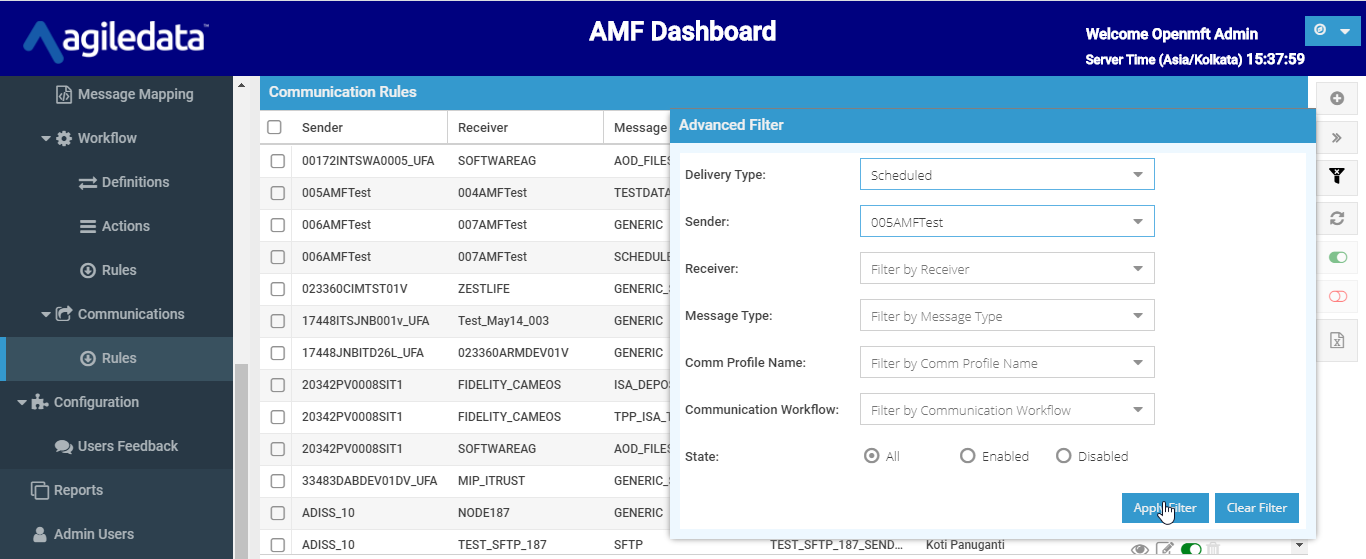 agiledata™
AMF Dashboard
Welcome Openmft Admin
Server Time (Asia/Kolkata) 15:37:59
Message Mapping
Workflow
Definitions
Actions
Rules
Communications
Rules
Configuration
Users Feedback
Reports
Admin Users
Communication Rules
Sender Receiver Message
00172INTSWA0005_UFA SOFTWAREAG AOD_FILES
005AMFTest 004AMFTest TESTDATA
006AMFTest 007AMFTest GENERIC
006AMFTest 007AMFTest SCHEDULE
023360CIMTST01V ZESTLIFE GENERIC_
17448ITSJNB001v_UFA Test_May14_003 GENERIC
17448JNBITD26L_UFA 023360ARMDEV01V GENERIC
20342PV0008SIT1 FIDELITY_CAMEOS ISA_DEPO
20342PV0008SIT1 FIDELITY_CAMEOS TPP_ISA_
20342PV0008SIT1 SOFTWAREAG AOD_FILES
33483DABDEV01DV_UFA MIP_ITRUST GENERIC_
ADISS_10 NODE187 GENERIC
ADISS_10 TEST_SFTP_187 SFTP TEST_SFTP_187_SEND... Koti Panuganti
Advanced Filter
Delivery Type: Scheduled
Sender: 005AMFTest
Receiver: Filter by Receiver
Message Type: Filter by Message Type
Comm Profile Name: Filter by Comm Profile Name
Communication Workflow: Filter by Communication Workflow
State: All Enabled Disabled
Apply Filter Clear Filter